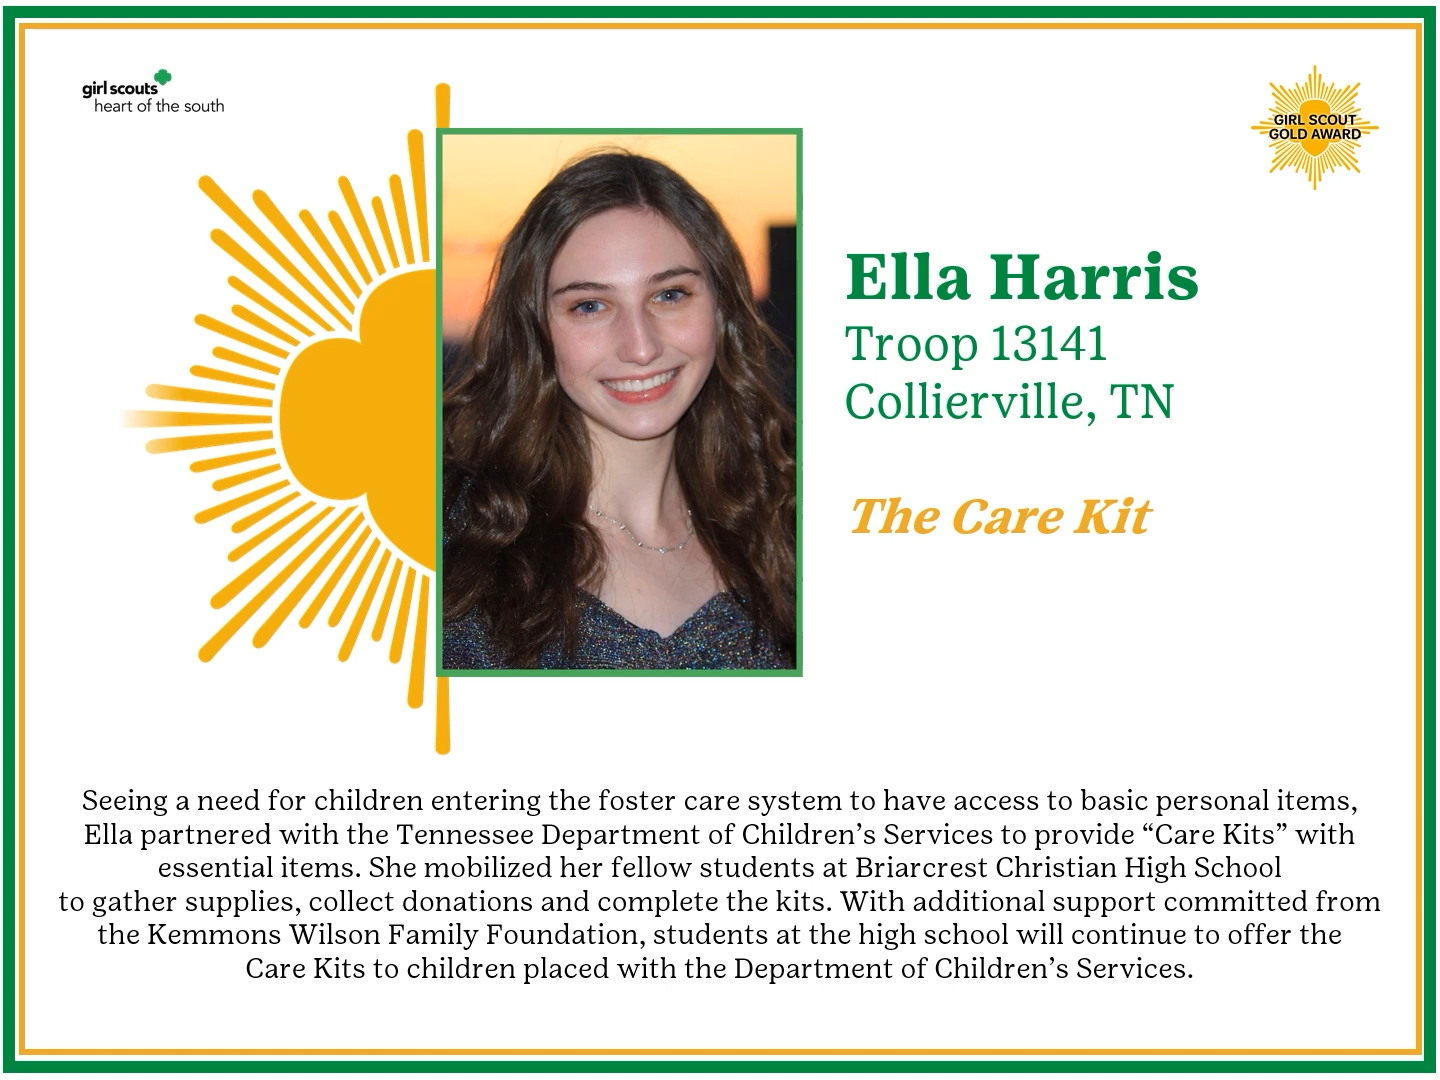 girl scouts
heart of the south
GIRL SCOUT
GOLD AWARD
Ella Harris
Troop 13141
Collierville, TN
The Care Kit
Seeing a need for children entering the foster care system to have access to basic personal items,
Ella partnered with the Tennessee Department of Children’s Services to provide “Care Kits” with
essential items. She mobilized her fellow students at Briarcrest Christian High School
to gather supplies, collect donations and complete the kits. With additional support committed from
the Kemmons Wilson Family Foundation, students at the high school will continue to offer the
Care Kits to children placed with the Department of Children’s Services.